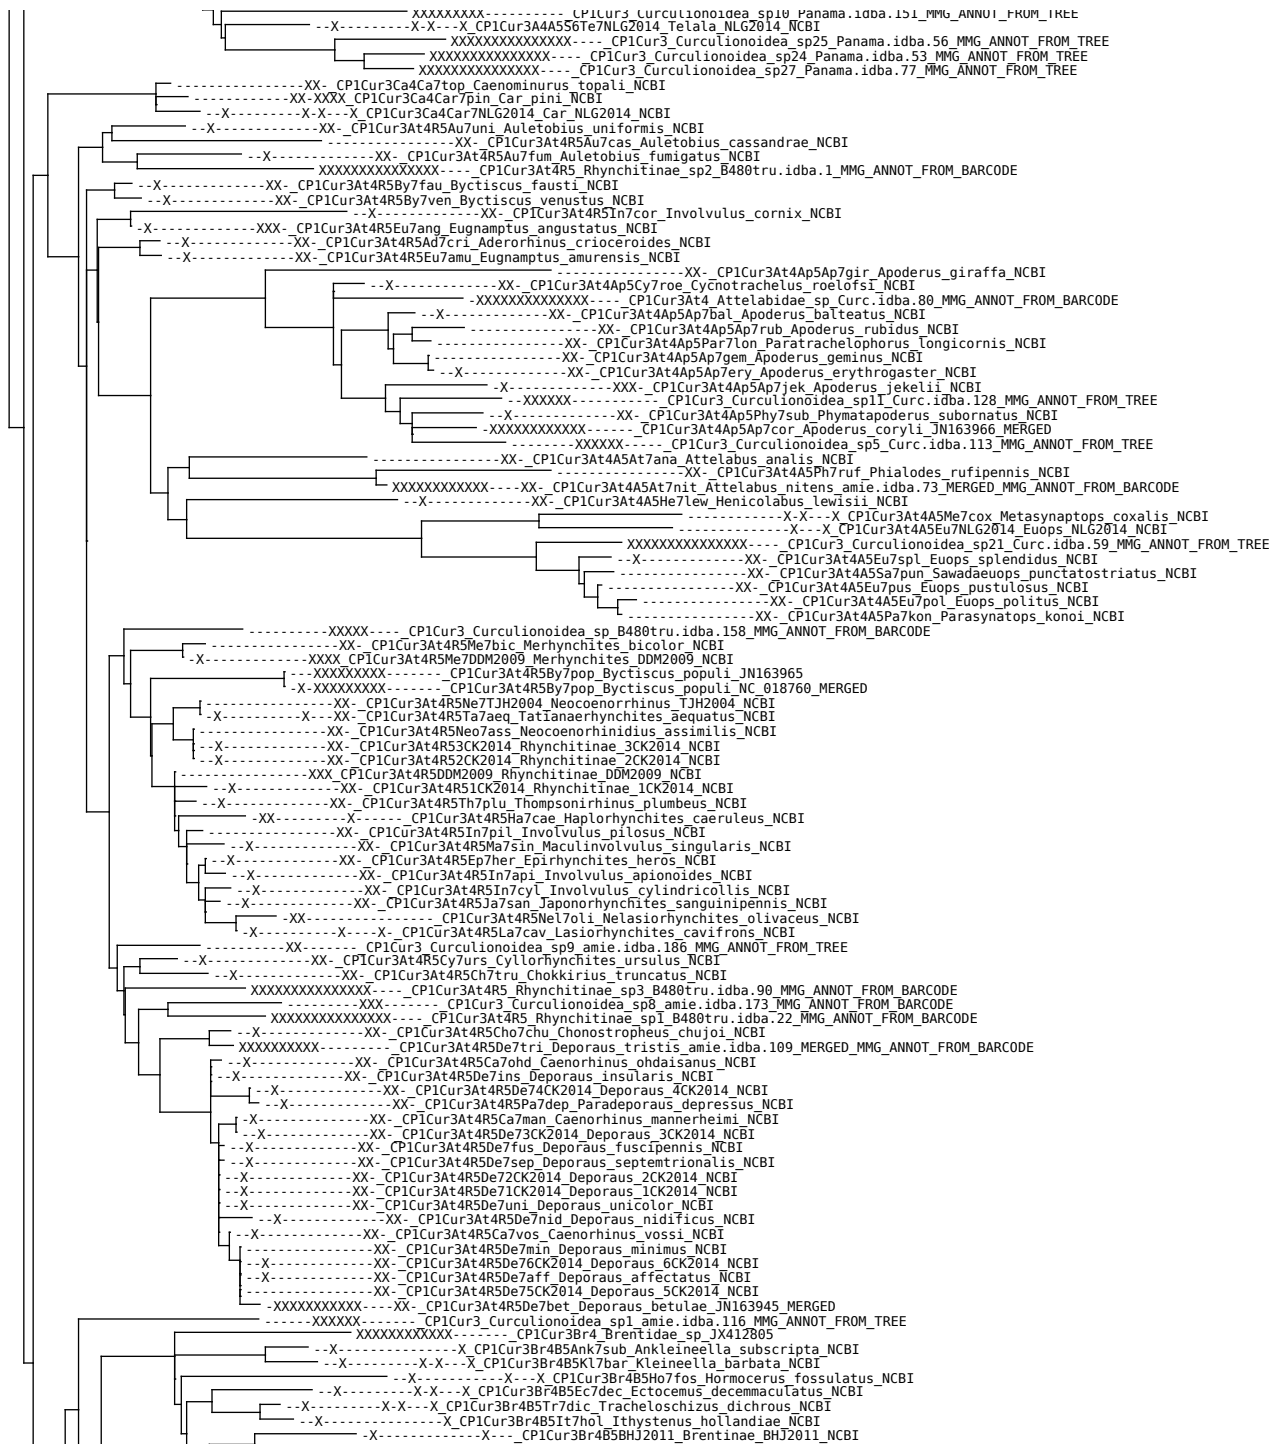 XXXXXXXXX----------_CP1Cur3_Curculionoidea_sp10_Panama.idba.151_MMG_ANNOT_FROM_TREE
--X---------X-X---X_CP1Cur3A4A5S6Te7NLG2014_Telala_NLG2014_NCBI
XXXXXXXXXXXXXXX----_CP1Cur3_Curculionoidea_sp25_Panama.idba.56_MMG_ANNOT_FROM_TREE
XXXXXXXXXXXXXXX----_CP1Cur3_Curculionoidea_sp24_Panama.idba.53_MMG_ANNOT_FROM_TREE
XXXXXXXXXXXXXXX----_CP1Cur3_Curculionoidea_sp27_Panama.idba.77_MMG_ANNOT_FROM_TREE
----------------XX-_CP1Cur3Ca4Ca7top_Caenominurus_topali_NCBI
-------------XX-XXXX_CP1Cur3Ca4Car7pin_Car_pini_NCBI
--X---------X-X---X_CP1Cur3Ca4Car7NLG2014_Car_NLG2014_NCBI
--X-------------XX-_CP1Cur3At4R5Au7uni_Auletobius_uniformis_NCBI
----------------XX-_CP1Cur3At4R5Au7cas_Auletobius_cassandrae_NCBI
--X-------------XX-_CP1Cur3At4R5Au7fum_Auletobius_fumigatus_NCBI
XXXXXXXXXXXXXXX----_CP1Cur3At4R5_Rhynchitinae_sp2_B480tru.idba.1_MMG_ANNOT_FROM_BARCODE
--X-------------XX-_CP1Cur3At4R5By7fau_Byctiscus_fausti_NCBI
--X-------------XX-_CP1Cur3At4R5By7ven_Byctiscus_venustus_NCBI
--X-------------XX-_CP1Cur3At4R5In7cor_Involvulus_cornix_NCBI
-X-------------XXX-_CP1Cur3At4R5Eu7ang_Eugnamptus_angustatus_NCBI
--X-------------XX-_CP1Cur3At4R5Ad7cri_Aderorhinus_crioceroides_NCBI
--X-------------XX-_CP1Cur3At4R5Eu7amu_Eugnamptus_amurensis_NCBI
----------------XX-_CP1Cur3At4Ap5Ap7gir_Apoderus_giraffa_NCBI
--X-------------XX-_CP1Cur3At4Ap5Cy7roe_Cycnotrachelus_roelofsi_NCBI
-XXXXXXXXXXXXXX----_CP1Cur3At4_Attelabidae_sp_Curc.idba.80_MMG_ANNOT_FROM_BARCODE
--X-------------XX-_CP1Cur3At4Ap5Ap7bal_Apoderus_balteatus_NCBI
----------------XX-_CP1Cur3At4Ap5Ap7rub_Apoderus_rubidus_NCBI
----------------XX-_CP1Cur3At4Ap5Par7lon_Paratrachelophorus_longicornis_NCBI
----------------XX-_CP1Cur3At4Ap5Ap7gem_Apoderus_geminus_NCBI
--X-------------XX-_CP1Cur3At4Ap5Ap7ery_Apoderus_erythrogaster_NCBI
-X-------------XXX-_CP1Cur3At4Ap5Ap7jek_Apoderus_jekelii_NCBI
--XXXXXX-----------_CP1Cur3_Curculionoidea_sp11_Curc.idba.128_MMG_ANNOT_FROM_TREE
--X-------------XX-_CP1Cur3At4Ap5Phy7sub_Phymatapoderus_subornatus_NCBI
-XXXXXXXXXXXX------_CP1Cur3At4Ap5Ap7cor_Apoderus_coryli_JN163966_MERGED
--------XXXXXX-----_CP1Cur3_Curculionoidea_sp5_Curc.idba.113_MMG_ANNOT_FROM_TREE
----------------XX-_CP1Cur3At4A5At7ana_Attelabus_analis_NCBI
----------------XX-_CP1Cur3At4A5Ph7ruf_Phialodes_rufipennis_NCBI
XXXXXXXXXXXX----XX-_CP1Cur3At4A5At7nit_Attelabus_nitens_amie.idba.73_MERGED_MMG_ANNOT_FROM_BARCODE
--X-------------XX-_CP1Cur3At4A5He7lew_Henicolabus_lewisii_NCBI
------------X-X---X_CP1Cur3At4A5Me7cox_Metasynaptops_coxalis_NCBI
--------------X---X_CP1Cur3At4A5Eu7NLG2014_Euops_NLG2014_NCBI
XXXXXXXXXXXXXXX----_CP1Cur3_Curculionoidea_sp21_Curc.idba.59_MMG_ANNOT_FROM_TREE
--X-------------XX-_CP1Cur3At4A5Eu7spl_Euops_splendidus_NCBI
----------------XX-_CP1Cur3At4A5Sa7pun_Sawadaeuops_punctatostriatus_NCBI
----------------XX-_CP1Cur3At4A5Eu7pus_Euops_pustulosus_NCBI
----------------XX-_CP1Cur3At4A5Eu7pol_Euops_politus_NCBI
----------------XX-_CP1Cur3At4A5Pa7kon_Parasynatops_konoi_NCBI
----------XXXXX----_CP1Cur3_Curculionoidea_sp_B480tru.idba.158_MMG_ANNOT_FROM_BARCODE
----------------XX-_CP1Cur3At4R5Me7bic_Merhynchites_bicolor_NCBI
-X-------------XXXX_CP1Cur3At4R5Me7DDM2009_Merhynchites_DDM2009_NCBI
---XXXXXXXXX-------_CP1Cur3At4R5By7pop_Byctiscus_populi_JN163965
-X-XXXXXXXXX-------_CP1Cur3At4R5By7pop_Byctiscus_populi_NC_018760_MERGED
----------------XX-_CP1Cur3At4R5Ne7TJH2004_Neocoenorrhinus_TJH2004_NCBI
-X----------X---XX-_CP1Cur3At4R5Ta7aeq_Tatianaerhynchites_aequatus_NCBI
----------------XX-_CP1Cur3At4R5Neo7ass_Neocoenorhinidius_assimilis_NCBI
--X-------------XX-_CP1Cur3At4R53CK2014_Rhynchitinae_3CK2014_NCBI
--X-------------XX-_CP1Cur3At4R52CK2014_Rhynchitinae_2CK2014_NCBI
----------------XXX_CP1Cur3At4R5DDM2009_Rhynchitinae_DDM2009_NCBI
--X-------------XX-_CP1Cur3At4R51CK2014_Rhynchitinae_1CK2014_NCBI
--X-------------XX-_CP1Cur3At4R5Th7plu_Thompsonirhinus_plumbeus_NCBI
-XX---------X------_CP1Cur3At4R5Ha7cae_Haplorhynchites_caeruleus_NCBI
----------------XX-_CP1Cur3At4R5In7pil_Involvulus_pilosus_NCBI
--X-------------XX-_CP1Cur3At4R5Ma7sin_Maculinvolvulus_singularis_NCBI
--X-------------XX-_CP1Cur3At4R5Ep7her_Epirhynchites_heros_NCBI
--X-------------XX-_CP1Cur3At4R5In7api_Involvulus_apionoides_NCBI
--X-------------XX-_CP1Cur3At4R5In7cyl_Involvulus_cylindricollis_NCBI
--X-------------XX-_CP1Cur3At4R5Ja7san_Japonorhynchites_sanguinipennis_NCBI
-XX----------------_CP1Cur3At4R5Nel7oli_Nelasiorhynchites_olivaceus_NCBI
-X----------X----X-_CP1Cur3At4R5La7cav_Lasiorhynchites_cavifrons_NCBI
----------XX-------_CP1Cur3_Curculionoidea_sp9_amie.idba.186_MMG_ANNOT_FROM_TREE
--X-------------XX-_CP1Cur3At4R5Cy7urs_Cyllorhynchites_ursulus_NCBI
--X-------------XX-_CP1Cur3At4R5Ch7tru_Chokkirius_truncatus_NCBI
XXXXXXXXXXXXXXX----_CP1Cur3At4R5_Rhynchitinae_sp3_B480tru.idba.90_MMG_ANNOT_FROM_BARCODE
---------XXX-------_CP1Cur3_Curculionoidea_sp8_amie.idba.173_MMG_ANNOT_FROM_BARCODE
XXXXXXXXXXXXXXX----_CP1Cur3At4R5_Rhynchitinae_sp1_B480tru.idba.22_MMG_ANNOT_FROM_BARCODE
--X-------------XX-_CP1Cur3At4R5Cho7chu_Chonostropheus_chujoi_NCBI
XXXXXXXXXX---------_CP1Cur3At4R5De7tri_Deporaus_tristis_amie.idba.109_MERGED_MMG_ANNOT_FROM_BARCODE
--X-------------XX-_CP1Cur3At4R5Ca7ohd_Caenorhinus_ohdaisanus_NCBI
--X-------------XX-_CP1Cur3At4R5De7ins_Deporaus_insularis_NCBI
--X-------------XX-_CP1Cur3At4R5De74CK2014_Deporaus_4CK2014_NCBI
--X-------------XX-_CP1Cur3At4R5Pa7dep_Paradeporaus_depressus_NCBI
-X--------------XX-_CP1Cur3At4R5Ca7man_Caenorhinus_mannerheimi_NCBI
--X-------------XX-_CP1Cur3At4R5De73CK2014_Deporaus_3CK2014_NCBI
--X-------------XX-_CP1Cur3At4R5De7fus_Deporaus_fuscipennis_NCBI
--X-------------XX-_CP1Cur3At4R5De7sep_Deporaus_septemtrionalis_NCBI
--X-------------XX-_CP1Cur3At4R5De72CK2014_Deporaus_2CK2014_NCBI
--X-------------XX-_CP1Cur3At4R5De71CK2014_Deporaus_1CK2014_NCBI
--X-------------XX-_CP1Cur3At4R5De7uni_Deporaus_unicolor_NCBI
--X-------------XX-_CP1Cur3At4R5De7nid_Deporaus_nidificus_NCBI
--X-------------XX-_CP1Cur3At4R5Ca7vos_Caenorhinus_vossi_NCBI
----------------XX-_CP1Cur3At4R5De7min_Deporaus_minimus_NCBI
--X-------------XX-_CP1Cur3At4R5De76CK2014_Deporaus_6CK2014_NCBI
--X-------------XX-_CP1Cur3At4R5De7aff_Deporaus_affectatus_NCBI
----------------XX-_CP1Cur3At4R5De75CK2014_Deporaus_5CK2014_NCBI
-XXXXXXXXXXX----XX-_CP1Cur3At4R5De7bet_Deporaus_betulae_JN163945_MERGED
------XXXXXX-------_CP1Cur3_Curculionoidea_sp1_amie.idba.116_MMG_ANNOT_FROM_TREE
XXXXXXXXXXXX-------_CP1Cur3Br4_Brentidae_sp_JX412805
--X---------------X_CP1Cur3Br4B5Ank7sub_Ankleineella_subscripta_NCBI
--X---------X-X---X_CP1Cur3Br4B5Kl7bar_Kleineella_barbata_NCBI
--X-----------X---X_CP1Cur3Br4B5Ho7fos_Hormocerus_fossulatus_NCBI
--X---------X-X---X_CP1Cur3Br4B5Ec7dec_Ectocemus_decemmaculatus_NCBI
--X---------X-X---X_CP1Cur3Br4B5Tr7dic_Tracheloschizus_dichrous_NCBI
--X---------------X_CP1Cur3Br4B5It7hol_Ithystenus_hollandiae_NCBI
-X-------------X---_CP1Cur3Br4B5BHJ2011_Brentinae_BHJ2011_NCBI